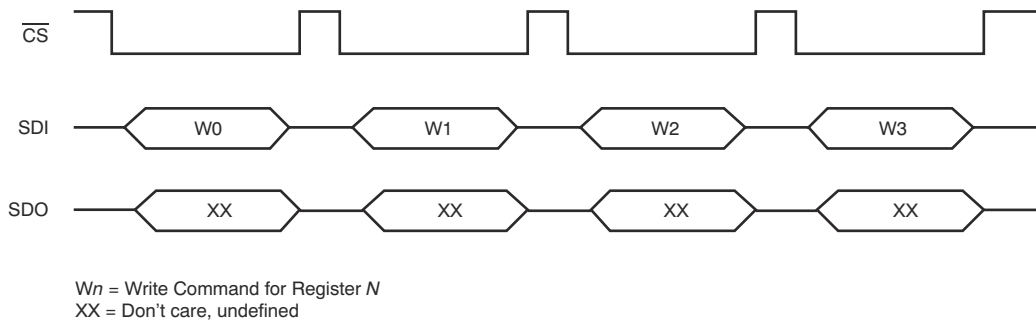 CS
SDI W0 W1 W2 W3
SDO XX XX XX XX
Wn = Write Command for Register N
XX = Don't care, undefined